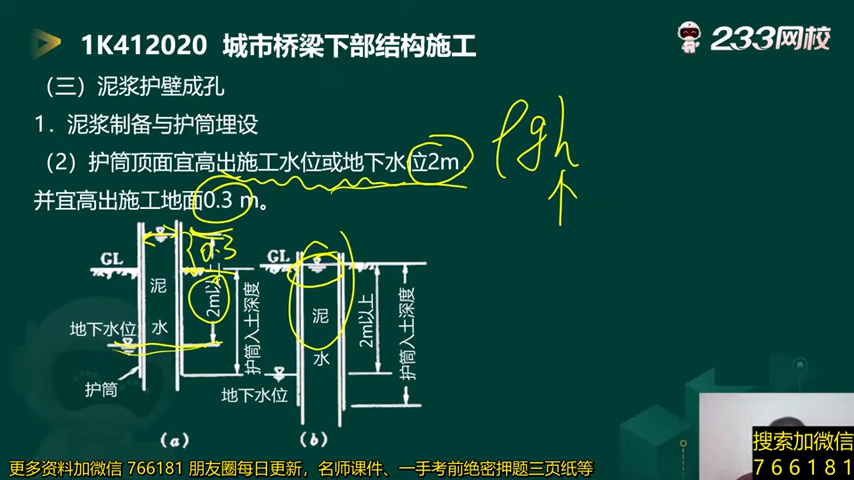 1K412020 城市桥梁下部结构施工
233网校
（三）泥浆护壁成孔
1．泥浆制备与护筒埋设
（2）护筒顶面宜高出施工水位或地下水位2m，
并宜高出施工地面0.3 m。
ρgh
GL
0.3
泥
水
2m以上
护筒入土深度
地下水位
护筒
(a)
GL
泥
水
2m以上
护筒入土深度
地下水位
(b)
搜索加微信
766181
更多资料加微信 766181 朋友圈每日更新，名师课件、一手考前绝密押题三页纸等